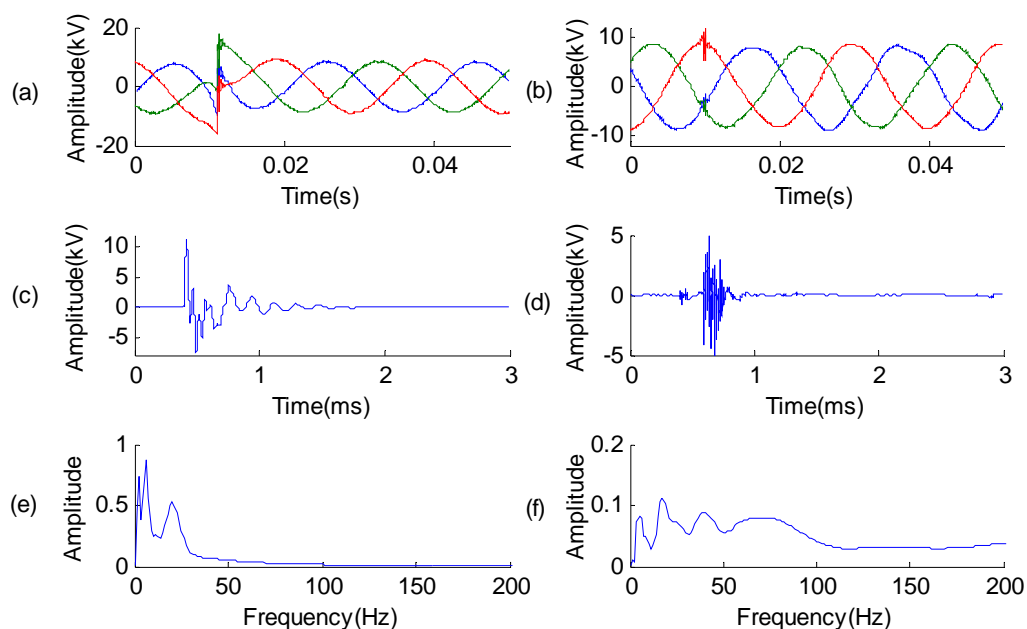 (a)
Amplitude(kV)
20
0
-20
0
0.02
0.04
Time(s)
(b)
Amplitude(kV)
10
0
-10
0
0.02
0.04
Time(s)
(c)
Amplitude(kV)
10
5
0
-5
0
1
2
3
Time(ms)
(d)
Amplitude(kV)
5
0
-5
0
1
2
3
Time(ms)
(e)
Amplitude
1
0.5
0
0
50
100
150
200
Frequency(Hz)
(f)
Amplitude
0.2
0.1
0
0
50
100
150
200
Frequency(Hz)